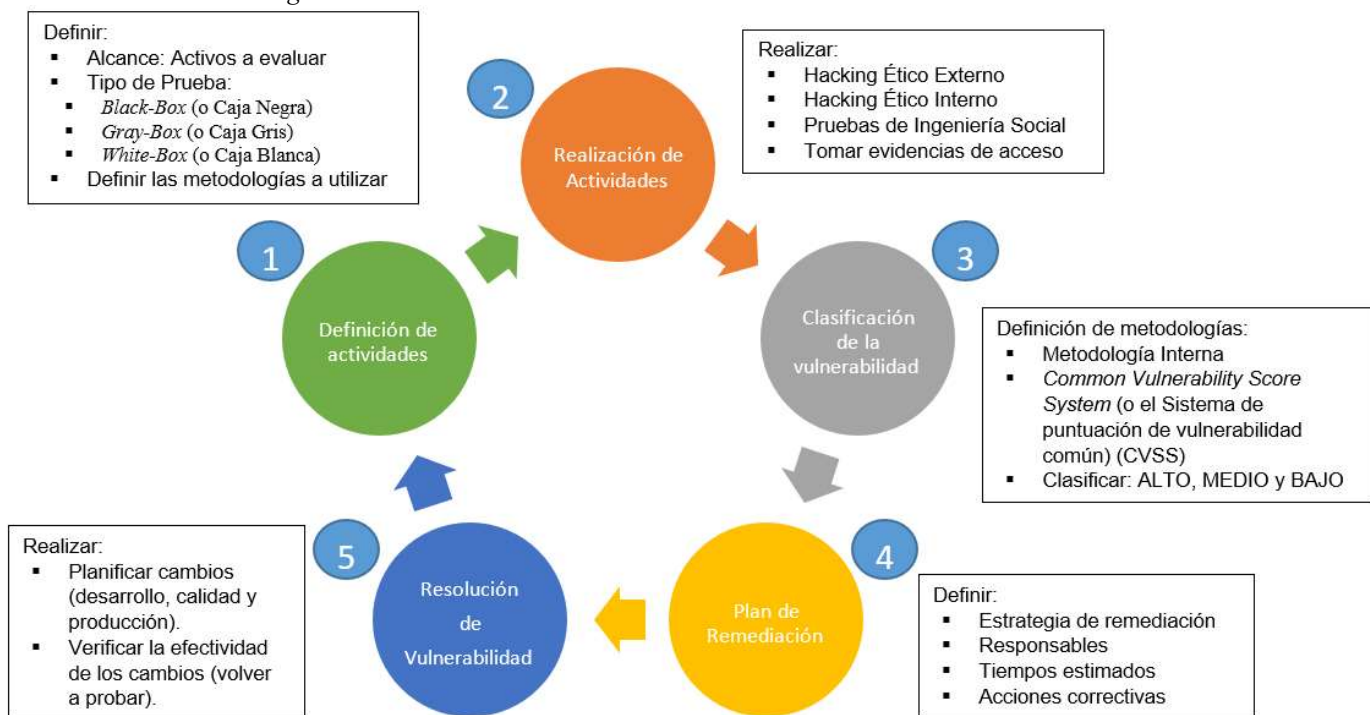 Definir:
▪ Alcance: Activos a evaluar
▪ Tipo de Prueba:
▪ Black-Box (o Caja Negra)
▪ Gray-Box (o Caja Gris)
▪ White-Box (o Caja Blanca)
▪ Definir las metodologías a utilizar
1
Definición de
actividades
2
Realización de
Actividades
Realizar:
▪ Hacking Ético Externo
▪ Hacking Ético Interno
▪ Pruebas de Ingeniería Social
▪ Tomar evidencias de acceso
3
Clasificación
de la
vulnerabilidad
Definición de metodologías:
▪ Metodología Interna
▪ Common Vulnerability Score
System (o el Sistema de
puntuación de vulnerabilidad
común) (CVSS)
▪ Clasificar: ALTO, MEDIO y BAJO
4
Plan de
Remediación
Definir:
▪ Estrategia de remediación
▪ Responsables
▪ Tiempos estimados
▪ Acciones correctivas
5
Resolución
de
Vulnerabilidad
Realizar:
▪ Planificar cambios
(desarrollo, calidad y
producción).
▪ Verificar la efectividad
de los cambios (volver
a probar).